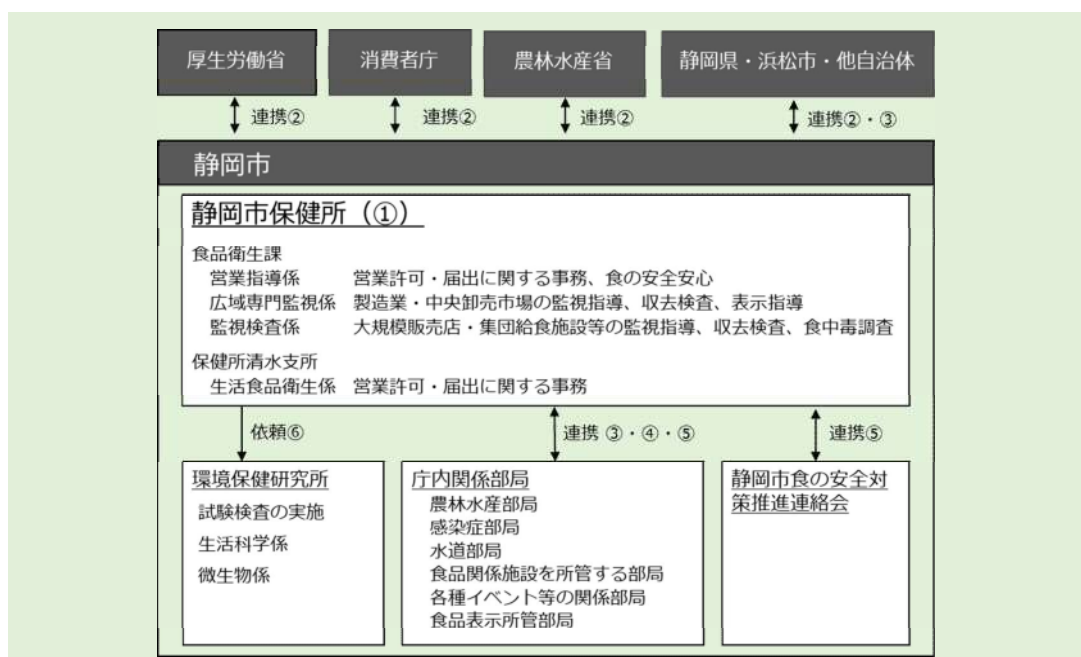 厚生労働省
消費者庁
農林水産省
静岡県・浜松市・他自治体
連携②
連携②
連携②
連携②・③
静岡市
静岡市保健所(①)
食品衛生課
営業指導係 営業許可・届出に関する事務、食の安全安心
広域専門監視係 製造業・中央卸売市場の監視指導、収去検査、表示指導
監視検査係 大規模販売店・集団給食施設等の監視指導、収去検査、食中毒調査
保健所清水支所
生活食品衛生係 営業許可・届出に関する事務
依頼⑥
連携 ③・④・⑤
連携⑤
環境保健研究所
試験検査の実施
生活科学係
微生物係
庁内関係部局
農林水産部局
感染症部局
水道部局
食品関係施設を所管する部局
各種イベント等の関係部局
食品表示所管部局
静岡市食の安全対
策推進連絡会